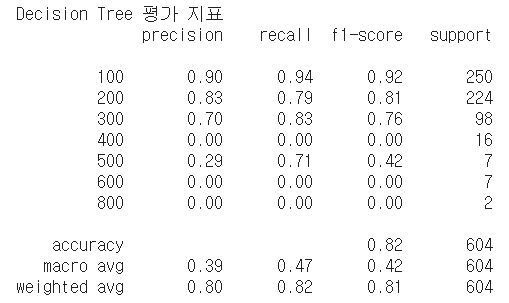 Decision Tree 평가 지표
precision recall f1-score support
100 0.90 0.94 0.92 250
200 0.83 0.79 0.81 224
300 0.70 0.83 0.76 98
400 0.00 0.00 0.00 16
500 0.29 0.71 0.42 7
600 0.00 0.00 0.00 7
800 0.00 0.00 0.00 2
accuracy 0.82 604
macro avg 0.39 0.47 0.42 604
weighted avg 0.80 0.82 0.81 604